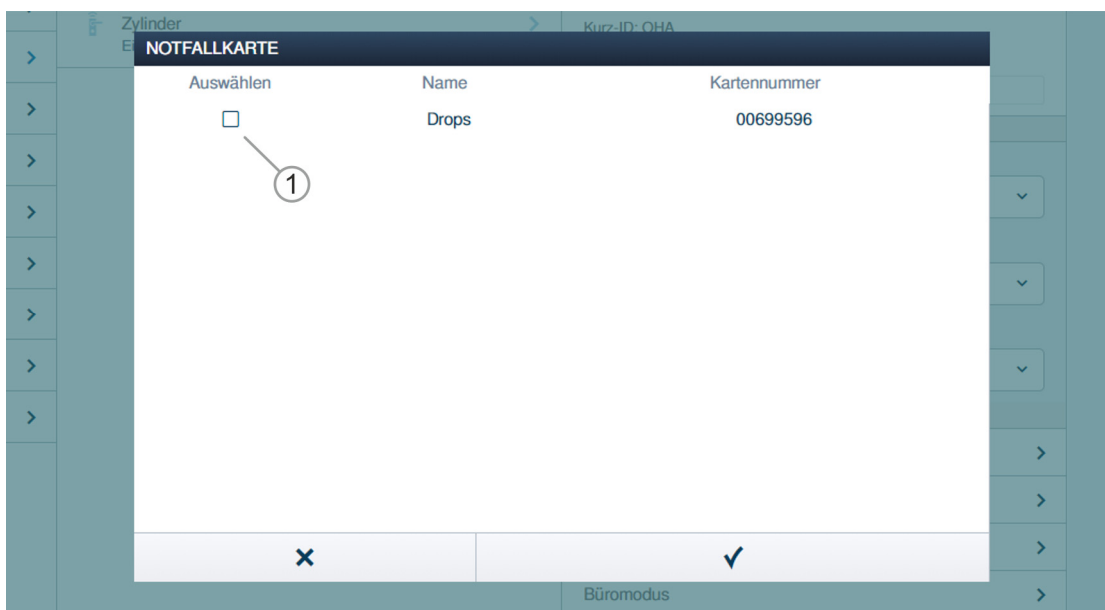 Zylinder
Kurz-ID: OHA
NOTFALLKARTE
Auswählen Name Kartennummer
Drops 00699596
1
Büromodus